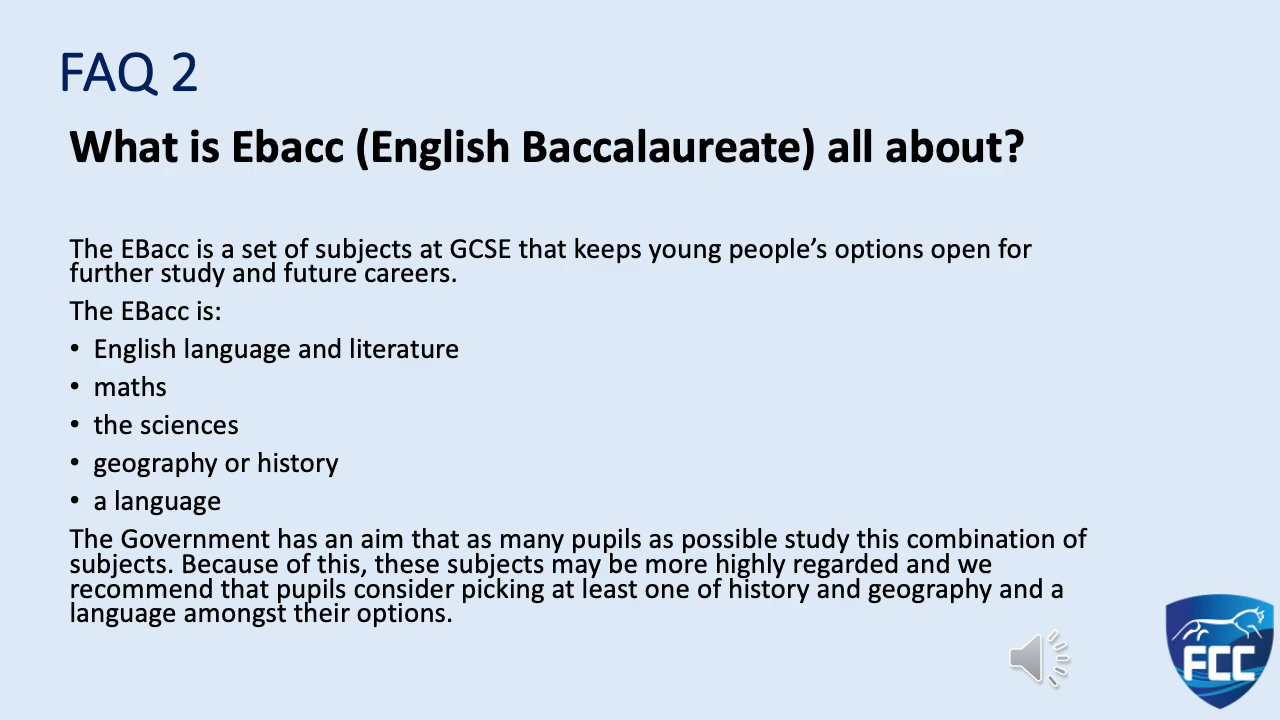 FAQ 2
What is Ebacc (English Baccalaureate) all about?
The EBacc is a set of subjects at GCSE that keeps young people’s options open for
further study and future careers.
The EBacc is:
• English language and literature
• maths
• the sciences
• geography or history
• a language
The Government has an aim that as many pupils as possible study this combination of
subjects. Because of this, these subjects may be more highly regarded and we
recommend that pupils consider picking at least one of history and geography and a
language amongst their options.
FCC